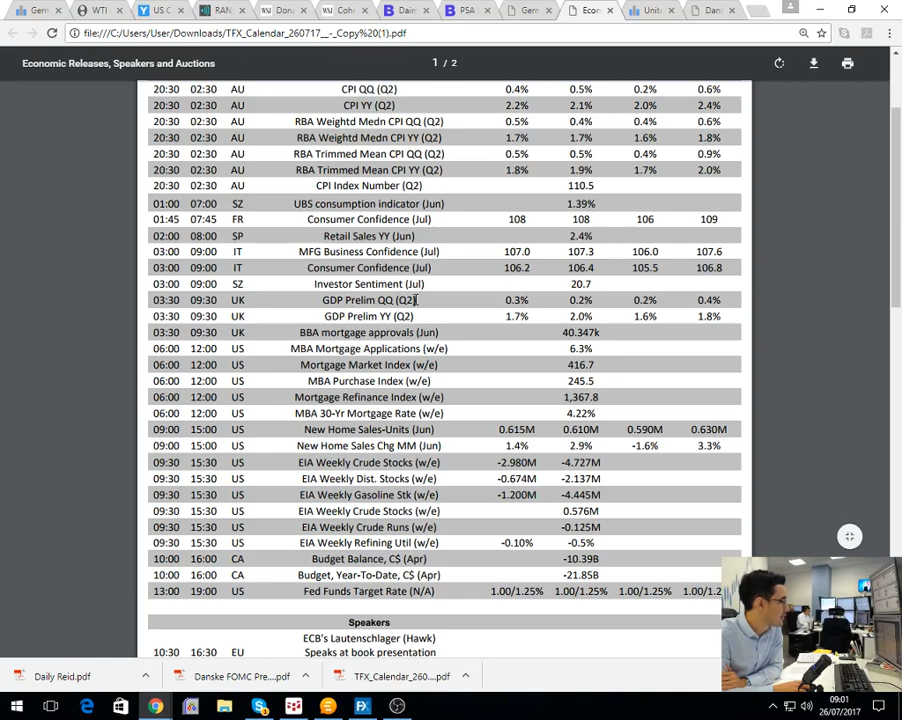 Germ
WTI
US C
RAN
Dona
Cohr
Dain
PSA
Gern
Econ
Unite
Dan
file:///C:/Users/User/Downloads/TFX_Calendar_260717__-_Copy%20(1).pdf
Economic Releases, Speakers and Auctions 1 / 2
20:30 02:30 AU CPI QQ (Q2) 0.4% 0.5% 0.2% 0.6%
20:30 02:30 AU CPI YY (Q2) 2.2% 2.1% 2.0% 2.4%
20:30 02:30 AU RBA Weightd Medn CPI QQ (Q2) 0.5% 0.4% 0.4% 0.6%
20:30 02:30 AU RBA Weightd Medn CPI YY (Q2) 1.7% 1.7% 1.6% 1.8%
20:30 02:30 AU RBA Trimmed Mean CPI QQ (Q2) 0.5% 0.5% 0.4% 0.9%
20:30 02:30 AU RBA Trimmed Mean CPI YY (Q2) 1.8% 1.9% 1.7% 2.0%
20:30 02:30 AU CPI Index Number (Q2) 110.5
01:00 07:00 SZ UBS consumption indicator (Jun) 1.39%
01:45 07:45 FR Consumer Confidence (Jul) 108 108 106 109
02:00 08:00 SP Retail Sales YY (Jun) 2.4%
03:00 09:00 IT MFG Business Confidence (Jul) 107.0 107.3 106.0 107.6
03:00 09:00 IT Consumer Confidence (Jul) 106.2 106.4 105.5 106.8
03:00 09:00 SZ Investor Sentiment (Jul) 20.7
03:30 09:30 UK GDP Prelim QQ (Q2) 0.3% 0.2% 0.2% 0.4%
03:30 09:30 UK GDP Prelim YY (Q2) 1.7% 2.0% 1.6% 1.8%
03:30 09:30 UK BBA mortgage approvals (Jun) 40.347k
06:00 12:00 US MBA Mortgage Applications (w/e) 6.3%
06:00 12:00 US Mortgage Market Index (w/e) 416.7
06:00 12:00 US MBA Purchase Index (w/e) 245.5
06:00 12:00 US Mortgage Refinance Index (w/e) 1,367.8
06:00 12:00 US MBA 30-Yr Mortgage Rate (w/e) 4.22%
09:00 15:00 US New Home Sales-Units (Jun) 0.615M 0.610M 0.590M 0.630M
09:00 15:00 US New Home Sales Chg MM (Jun) 1.4% 2.9% -1.6% 3.3%
09:30 15:30 US EIA Weekly Crude Stocks (w/e) -2.980M -4.727M
09:30 15:30 US EIA Weekly Dist. Stocks (w/e) -0.674M -2.137M
09:30 15:30 US EIA Weekly Gasoline Stk (w/e) -1.200M -4.445M
09:30 15:30 US EIA Weekly Crude Stocks (w/e) 0.576M
09:30 15:30 US EIA Weekly Crude Runs (w/e) -0.125M
09:30 15:30 US EIA Weekly Refining Util (w/e) -0.10% -0.5%
10:00 16:00 CA Budget Balance, C$ (Apr) -10.39B
10:00 16:00 CA Budget, Year-To-Date, C$ (Apr) -21.85B
13:00 19:00 US Fed Funds Target Rate (N/A) 1.00/1.25% 1.00/1.25% 1.00/1.25% 1.00/1.2
Speakers
ECB's Lautenschlager (Hawk)
10:30 16:30 EU Speaks at book presentation
Daily Reid.pdf
Danske FOMC Pre....pdf
TFX_Calendar_260....pdf
09:01
26/07/2017